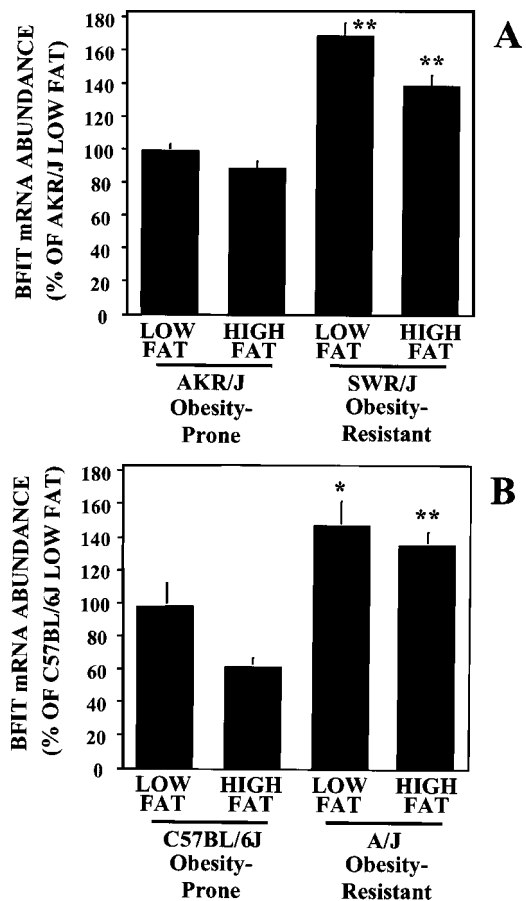 A
BFIT mRNA ABUNDANCE
(% OF AKR/J LOW FAT)
180
160
140
120
100
80
60
40
20
0
**
**
LOW FAT
HIGH FAT
LOW FAT
HIGH FAT
AKR/J
Obesity-
Prone
SWR/J
Obesity-
Resistant
B
BFIT mRNA ABUNDANCE
(% OF C57BL/6J LOW FAT)
180
160
140
120
100
80
60
40
20
0
*
**
LOW FAT
HIGH FAT
LOW FAT
HIGH FAT
C57BL/6J
Obesity-
Prone
A/J
Obesity-
Resistant